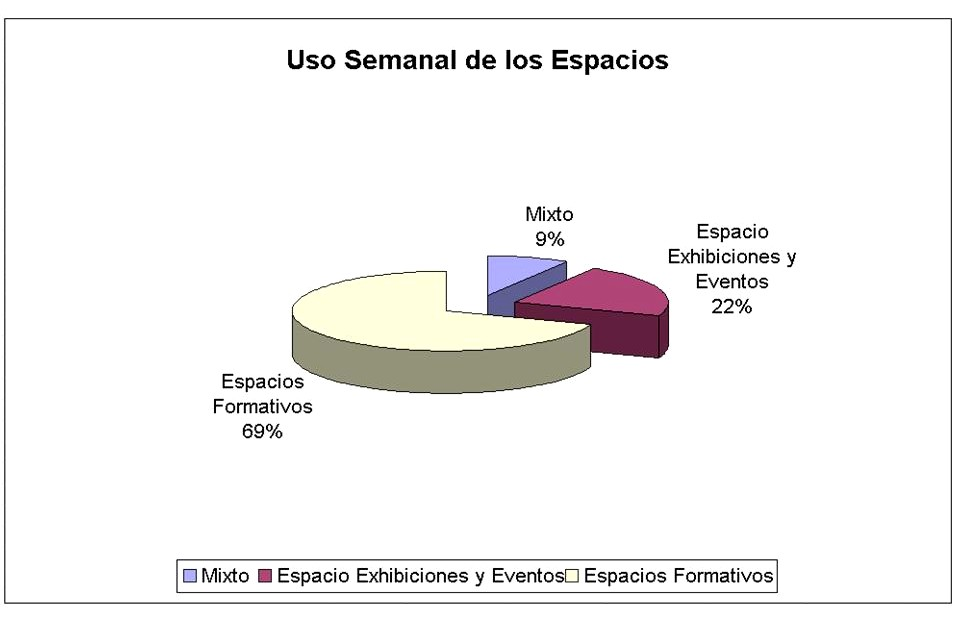 Uso Semanal de los Espacios
Mixto
9%
Espacio
Exhibiciones y
Eventos
22%
Espacios
Formativos
69%
Mixto Espacio Exhibiciones y Eventos Espacios Formativos